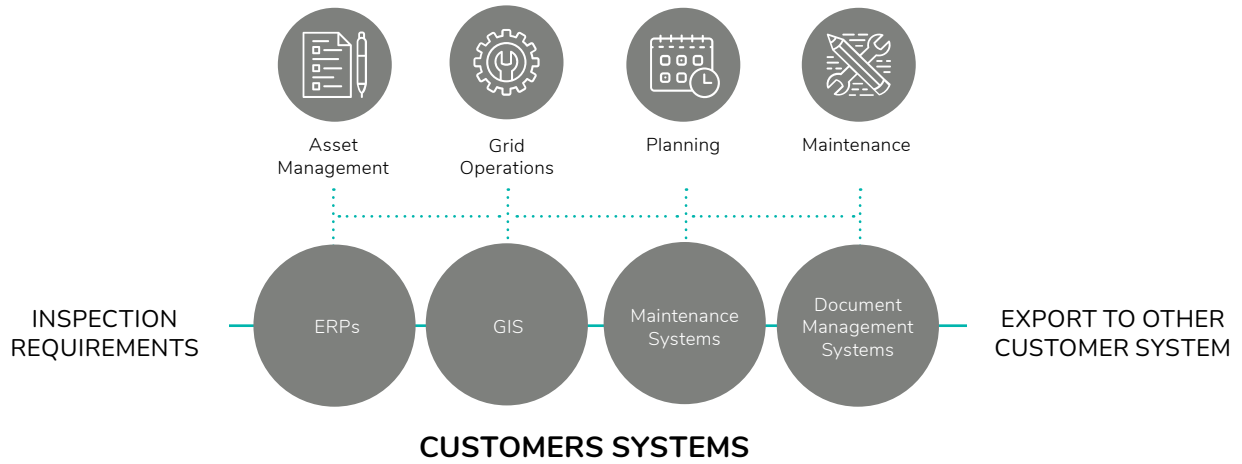 Asset
Management
Grid
Operations
Planning
Maintenance
INSPECTION
REQUIREMENTS
ERPs
GIS
Maintenance
Systems
Document
Management
Systems
EXPORT TO OTHER
CUSTOMER SYSTEM
CUSTOMERS SYSTEMS